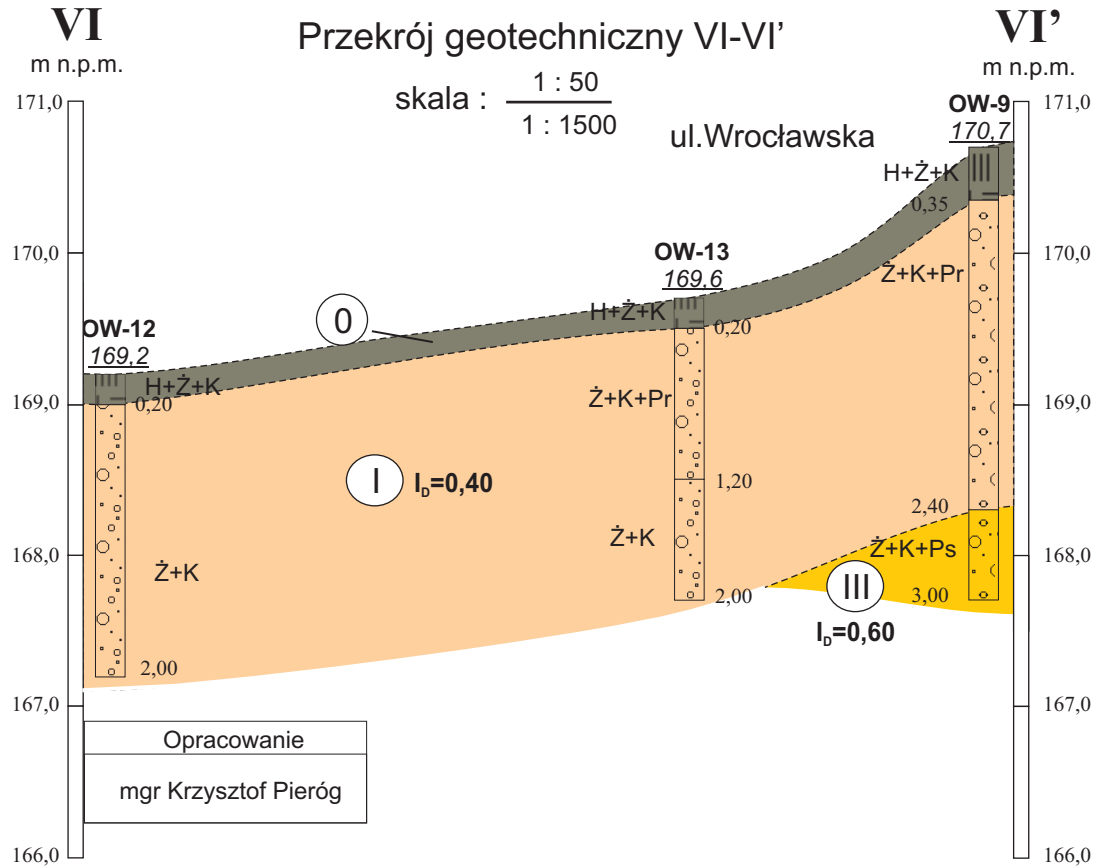 VI
m n.p.m.
Przekrój geotechniczny VI-VI’
VI’
m n.p.m.
skala :
1 : 50
1 : 1500
ul.Wrocławska
171,0
171,0
OW-9
170,7
H+Ż+K
0,35
170,0
170,0
OW-13
169,6
Ż+K+Pr
H+Ż+K
0,20
0
OW-12
169,2
H+Ż+K
169,0
0,20
169,0
Ż+K+Pr
I
I_D=0,40
1,20
2,40
Ż+K
Ż+K+Ps
168,0
168,0
Ż+K
III
2,00
3,00
I_D=0,60
2,00
167,0
167,0
Opracowanie
mgr Krzysztof Pieróg
166,0
166,0